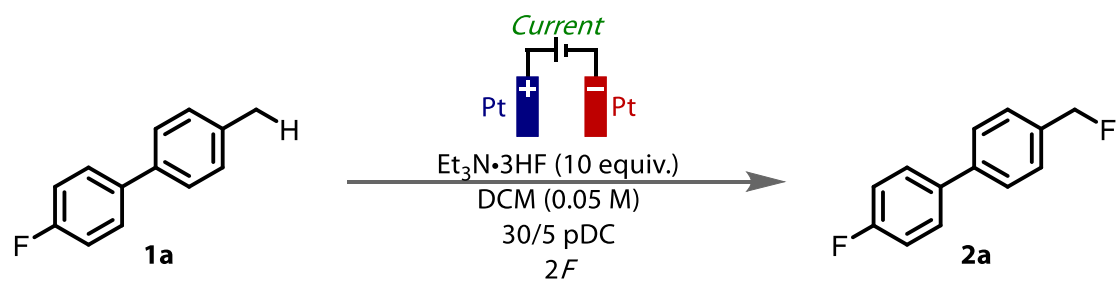 Current
+
−
Pt
Pt
H
F
1a
Et₃N•3HF (10 equiv.)
DCM (0.05 M)
30/5 pDC
2F
F
F
2a